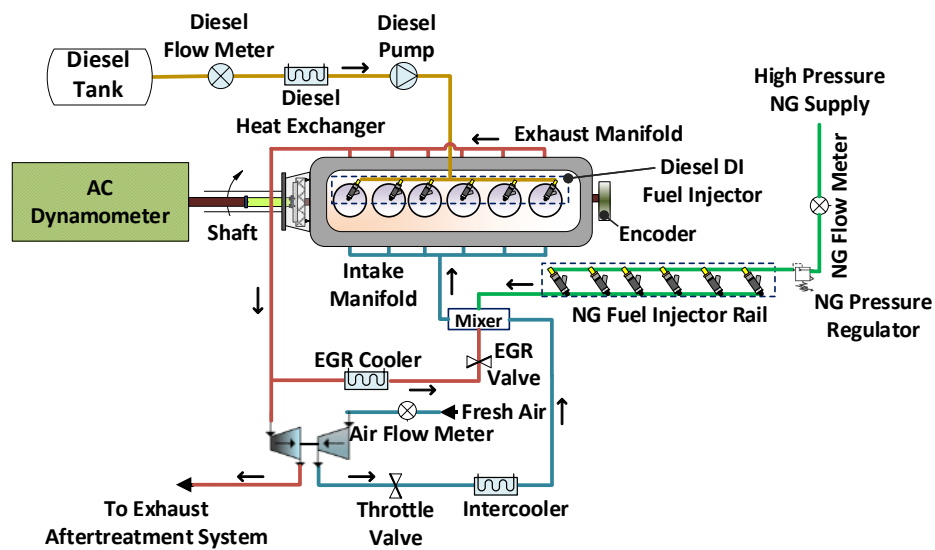 Diesel
Tank
Diesel
Flow Meter
Diesel
Heat Exchanger
Diesel
Pump
High Pressure
NG Supply
NG Flow Meter
Exhaust Manifold
Diesel DI
Fuel Injector
AC
Dynamometer
Shaft
Encoder
Intake
Manifold
NG Fuel Injector Rail
NG Pressure
Regulator
Mixer
EGR Cooler
EGR
Valve
Fresh Air
Air Flow Meter
To Exhaust
Aftertreatment System
Throttle
Valve
Intercooler